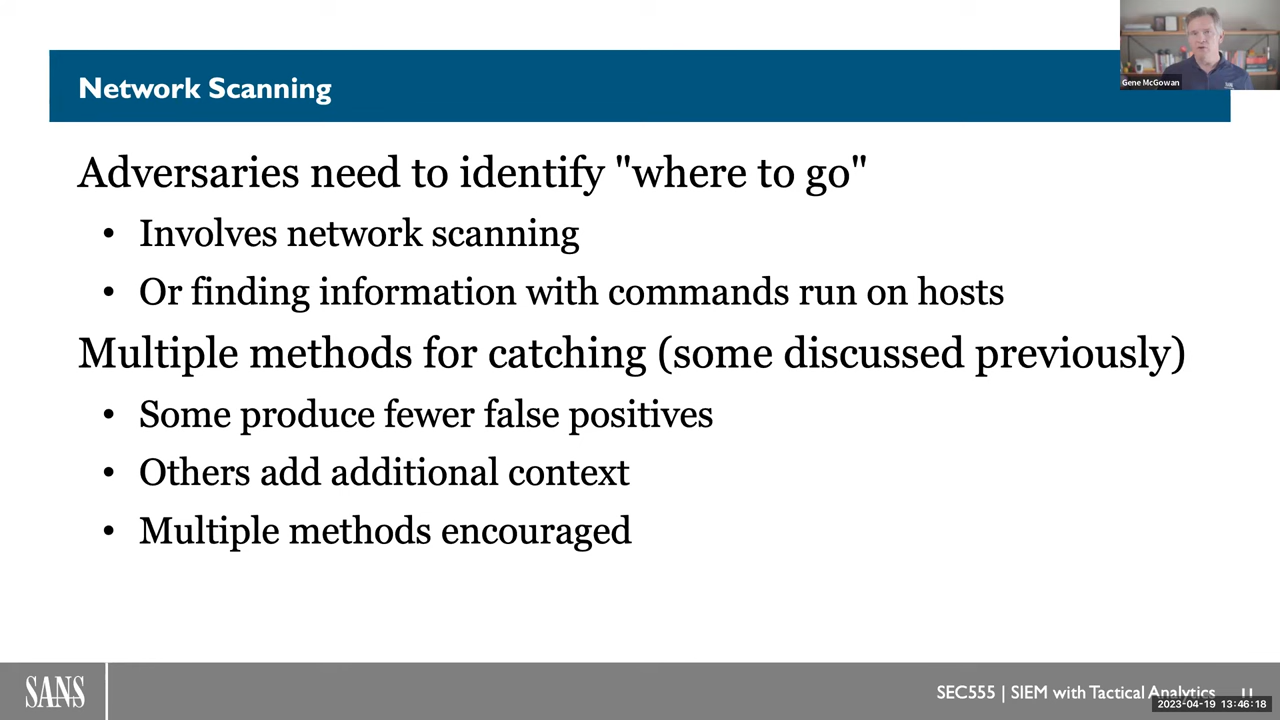 Gene McGowan
Network Scanning
Adversaries need to identify "where to go"
• Involves network scanning
• Or finding information with commands run on hosts
Multiple methods for catching (some discussed previously)
• Some produce fewer false positives
• Others add additional context
• Multiple methods encouraged
SANS
SEC555 | SIEM with Tactical Analytics 11
2023-04-19 13:46:18